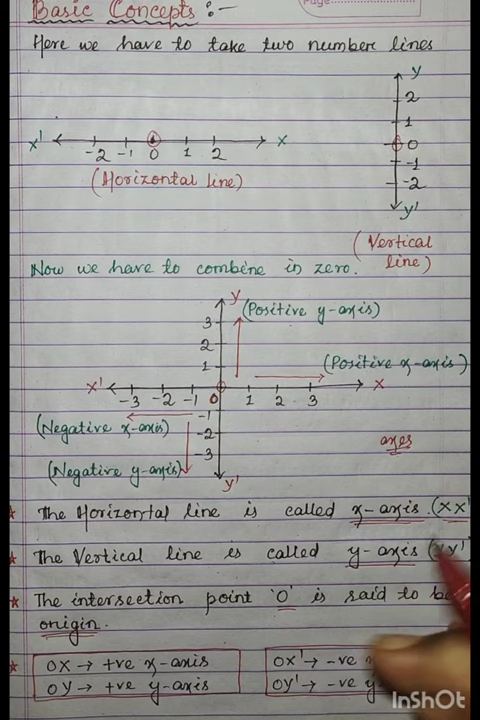 Basic Concepts :-
Page
Here we have to take two number lines
y
2
1
0
-1
-2
y'
x' -2 -1 0 1 2 x
(Horizontal line)
(Vertical line)
Now we have to combine in zero.
y
(Positive y-axis)
3
2
1
(Positive x-axis)
x' -3 -2 -1 0 1 2 3 x
-1
(Negative x-axis)
-2
axes
-3
(Negative y-axis)
y'
* The Horizontal line is called x-axis. (XX'
* The Vertical line is called y-axis (YY'
* The intersection point 'O' is said to be
origin.
* OX → +ve x-axis
OY → +ve y-axis
OX' → -ve
OY' → -ve
InShOt